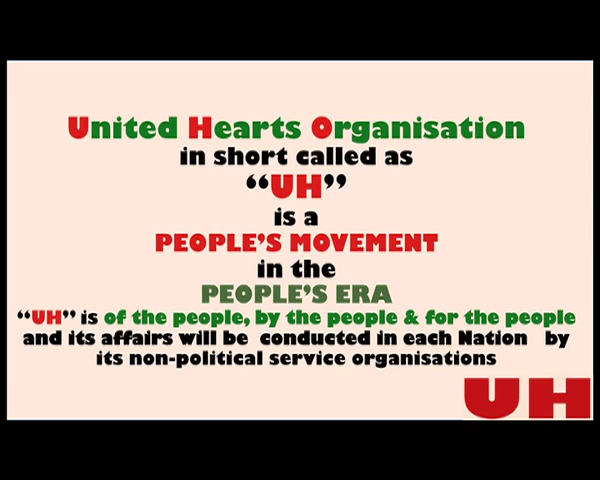 United Hearts Organisation
in short called as
“UH”
is a
PEOPLE’S MOVEMENT
in the
PEOPLE’S ERA
“UH” is of the people, by the people & for the people
and its affairs will be conducted in each Nation by
its non-political service organisations
UH